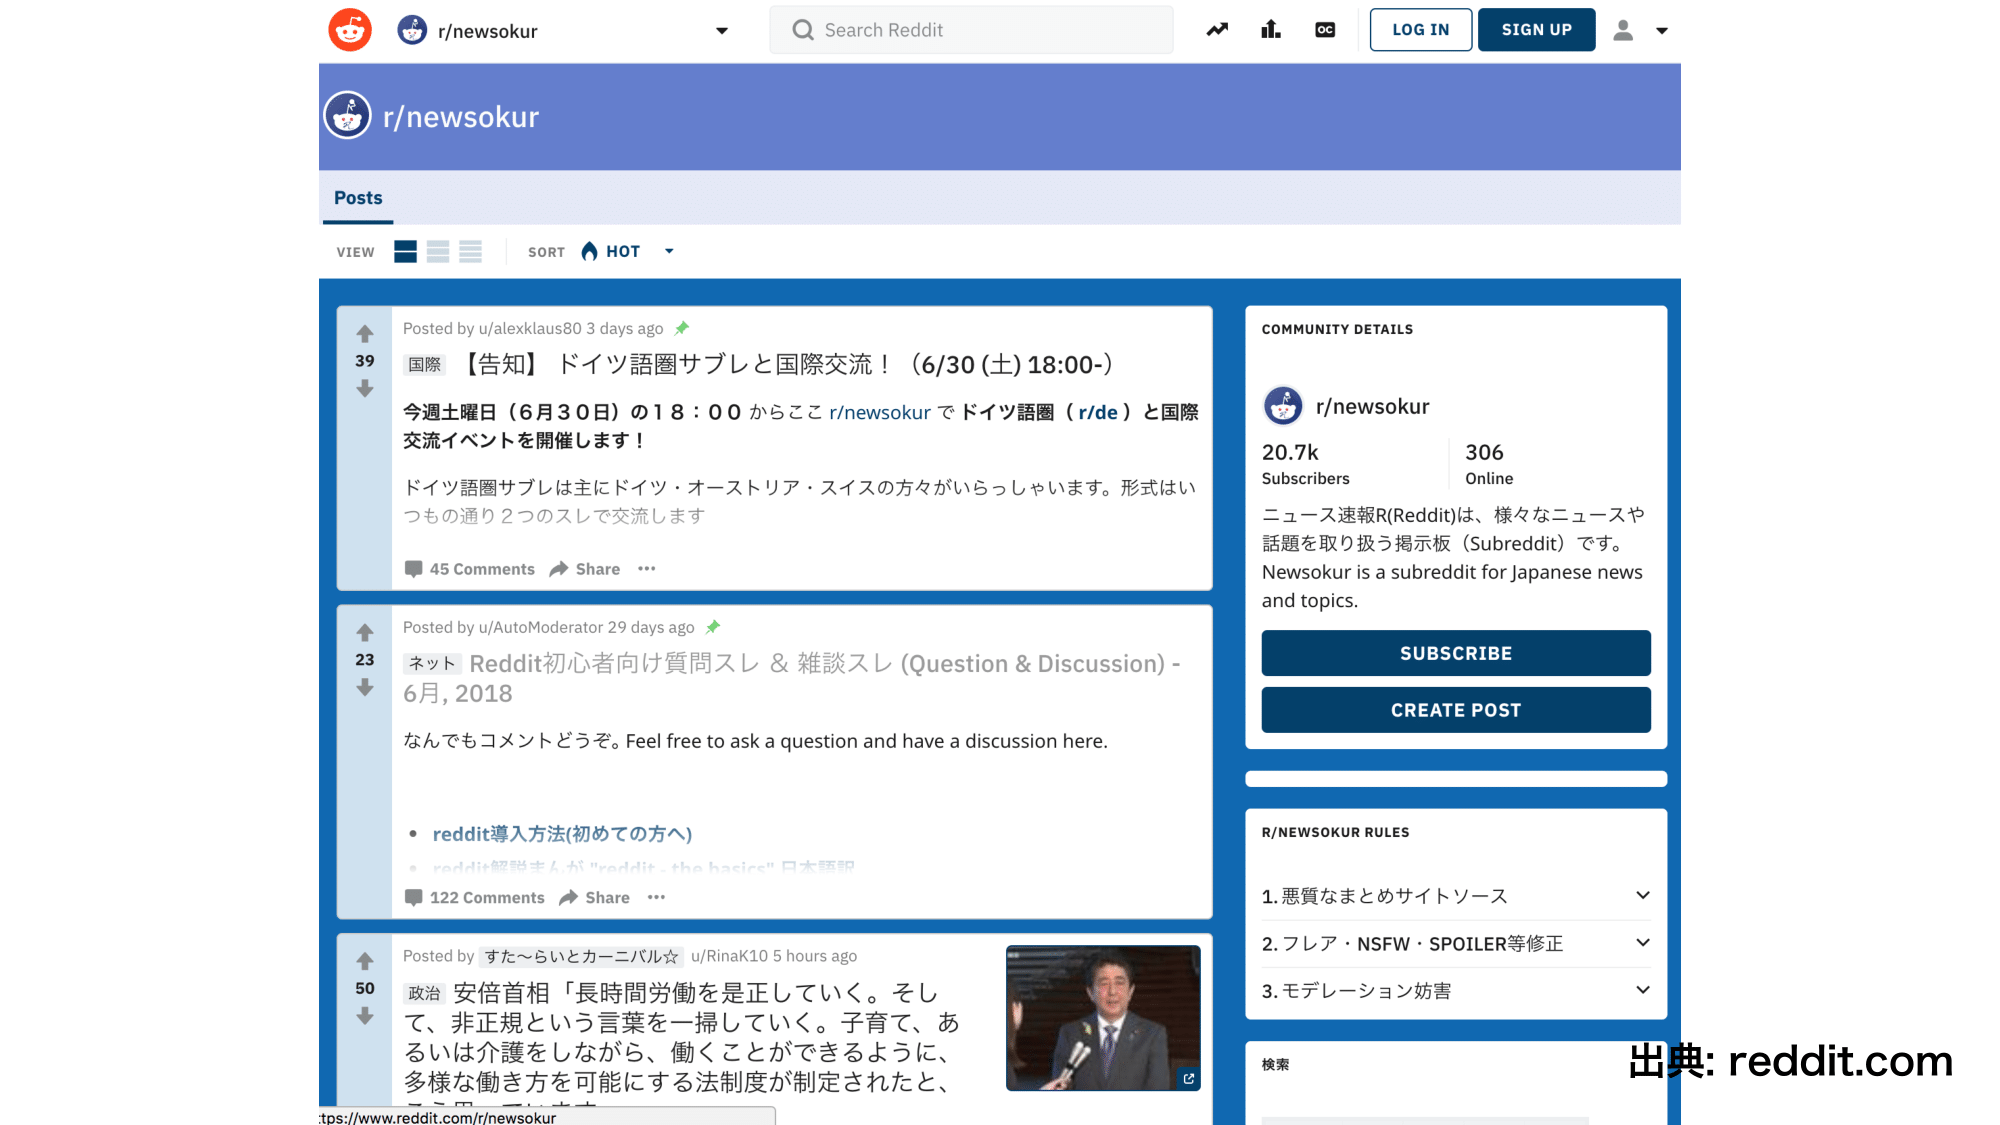 r/newsokur
Search Reddit
LOG IN
SIGN UP
r/newsokur
Posts
VIEW
SORT
HOT
Posted by u/alexklaus80 3 days ago
39
国際 【告知】 ドイツ語圏サブレと国際交流！（6/30 (土) 18:00-）
今週土曜日（６月３０日）の１８：００ からここ r/newsokur で ドイツ語圏（ r/de ）と国際
交流イベントを開催します！
ドイツ語圏サブレは主にドイツ・オーストリア・スイスの方々がいらっしゃいます。形式はい
つもの通り２つのスレで交流します
45 Comments
Share
Posted by u/AutoModerator 29 days ago
23
ネット Reddit初心者向け質問スレ ＆ 雑談スレ (Question & Discussion) -
6月, 2018
なんでもコメントどうぞ。Feel free to ask a question and have a discussion here.
• reddit導入方法(初めての方へ)
• reddit解説まんが "reddit - the basics" 日本語訳
122 Comments
Share
Posted by すた〜らいとカーニバル☆ u/RinaK10 5 hours ago
50
政治 安倍首相「長時間労働を是正していく。そし
て、非正規という言葉を一掃していく。子育て、あ
るいは介護をしながら、働くことができるように、
多様な働き方を可能にする法制度が制定されたと、
COMMUNITY DETAILS
r/newsokur
20.7k
Subscribers
306
Online
ニュース速報R(Reddit)は、様々なニュースや
話題を取り扱う掲示板（Subreddit）です。
Newsokur is a subreddit for Japanese news
and topics.
SUBSCRIBE
CREATE POST
R/NEWSOKUR RULES
1. 悪質なまとめサイトソース
2. フレア・NSFW・SPOILER等修正
3. モデレーション妨害
検索
出典: reddit.com
tps://www.reddit.com/r/newsokur